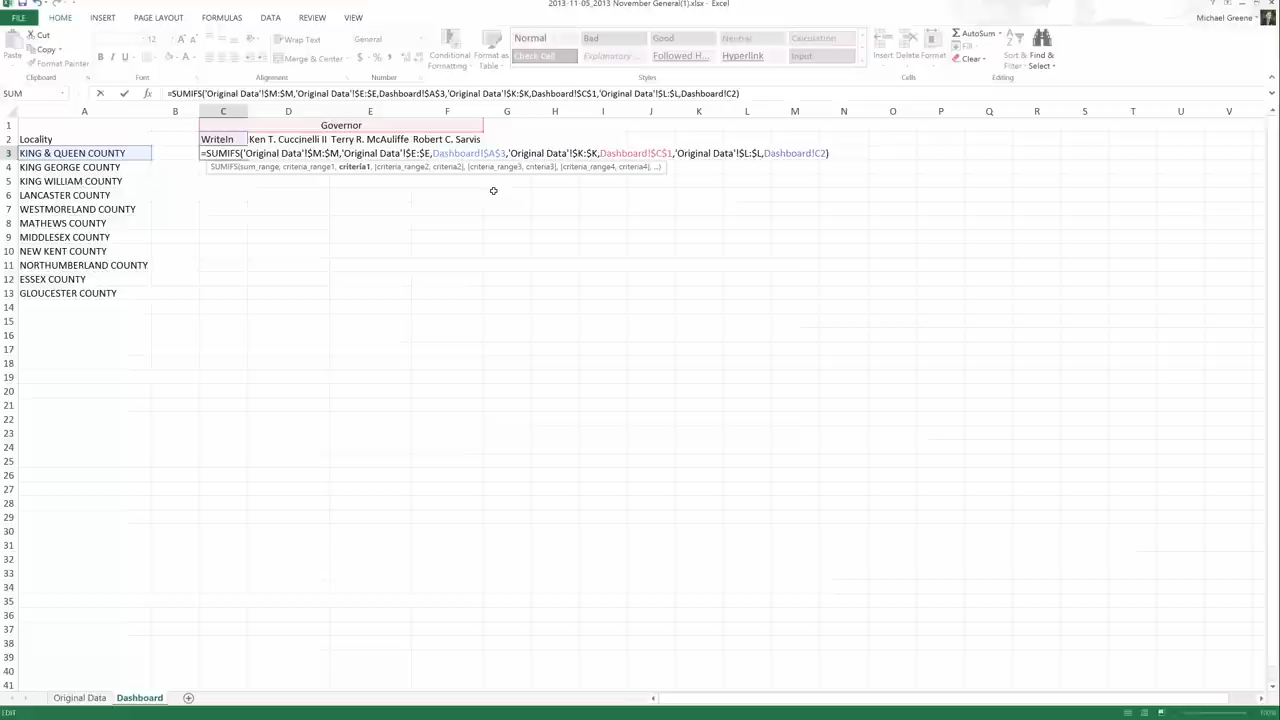 2013-11-05_2013 November General(1).xlsx - Excel
FILE HOME INSERT PAGE LAYOUT FORMULAS DATA REVIEW VIEW Michael Greene
Cut
Copy
Format Painter
Paste
Clipboard
12
B I U
Font
Wrap Text
Merge & Center
Alignment
General
$ % ,
Number
Conditional Formatting
Format as Table
Normal Bad Good Neutral Calculation
Check Cell Explanatory ... Followed H... Hyperlink Input
Styles
Insert Delete Format
Cells
AutoSum
Fill
Clear
Sort & Filter
Find & Select
Editing
SUM fx =SUMIFS('Original Data'!$M:$M,'Original Data'!$E:$E,Dashboard!$A$3,'Original Data'!$K:$K,Dashboard!$C$1,'Original Data'!$L:$L,Dashboard!C2)
A B C D E F G H I J K L M N O P Q R S T U V
1 Governor
2 Locality WriteIn Ken T. Cuccinelli II Terry R. McAuliffe Robert C. Sarvis
3 KING & QUEEN COUNTY =SUMIFS('Original Data'!$M:$M,'Original Data'!$E:$E,Dashboard!$A$3,'Original Data'!$K:$K,Dashboard!$C$1,'Original Data'!$L:$L,Dashboard!C2)
4 KING GEORGE COUNTY SUMIFS(sum_range, criteria_range1, criteria1, [criteria_range2, criteria2], [criteria_range3, criteria3], [criteria_range4, criteria4], ...)
5 KING WILLIAM COUNTY
6 LANCASTER COUNTY
7 WESTMORELAND COUNTY
8 MATHEWS COUNTY
9 MIDDLESEX COUNTY
10 NEW KENT COUNTY
11 NORTHUMBERLAND COUNTY
12 ESSEX COUNTY
13 GLOUCESTER COUNTY
14
15
16
17
18
19
20
21
22
23
24
25
26
27
28
29
30
31
32
33
34
35
36
37
38
39
40
41
Original Data Dashboard
EDIT 100%